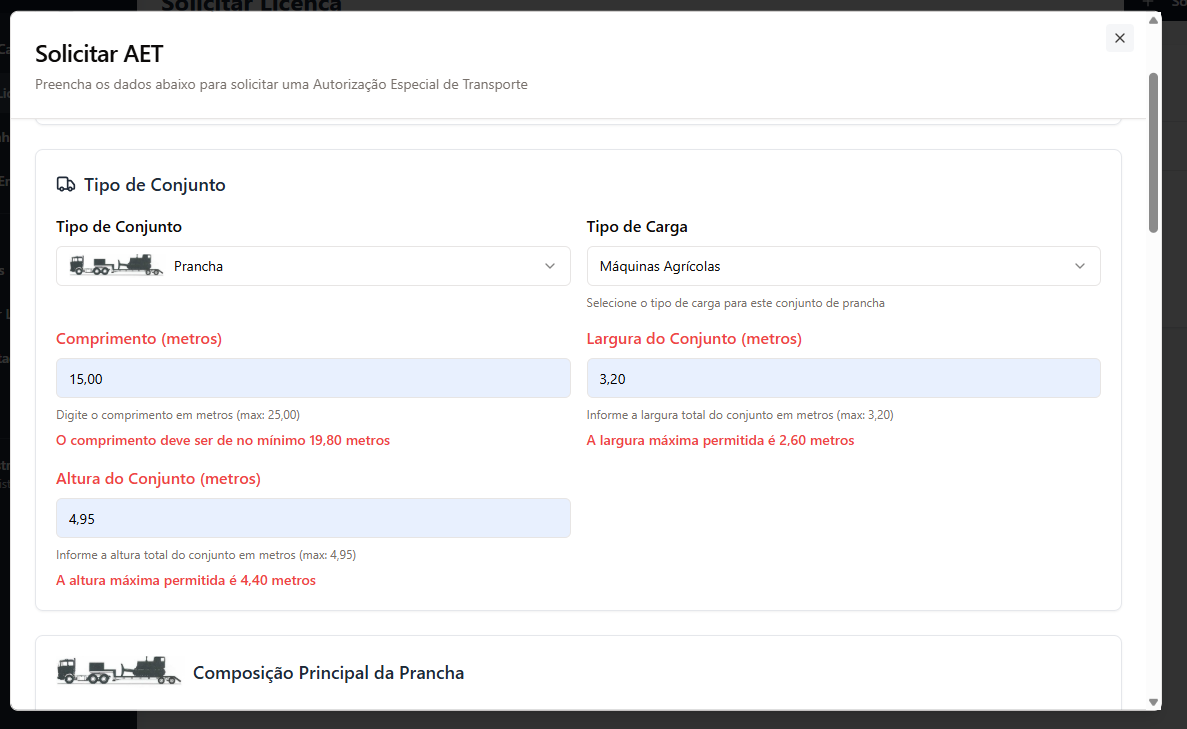 Solicitar Licença
Solicitar AET
Preencha os dados abaixo para solicitar uma Autorização Especial de Transporte
Tipo de Conjunto
Tipo de Conjunto
Tipo de Carga
Prancha
Máquinas Agrícolas
Selecione o tipo de carga para este conjunto de prancha
Comprimento (metros)
Largura do Conjunto (metros)
15,00
3,20
Digite o comprimento em metros (max: 25,00)
Informe a largura total do conjunto em metros (max: 3,20)
O comprimento deve ser de no mínimo 19,80 metros
A largura máxima permitida é 2,60 metros
Altura do Conjunto (metros)
4,95
Informe a altura total do conjunto em metros (max: 4,95)
A altura máxima permitida é 4,40 metros
Composição Principal da Prancha